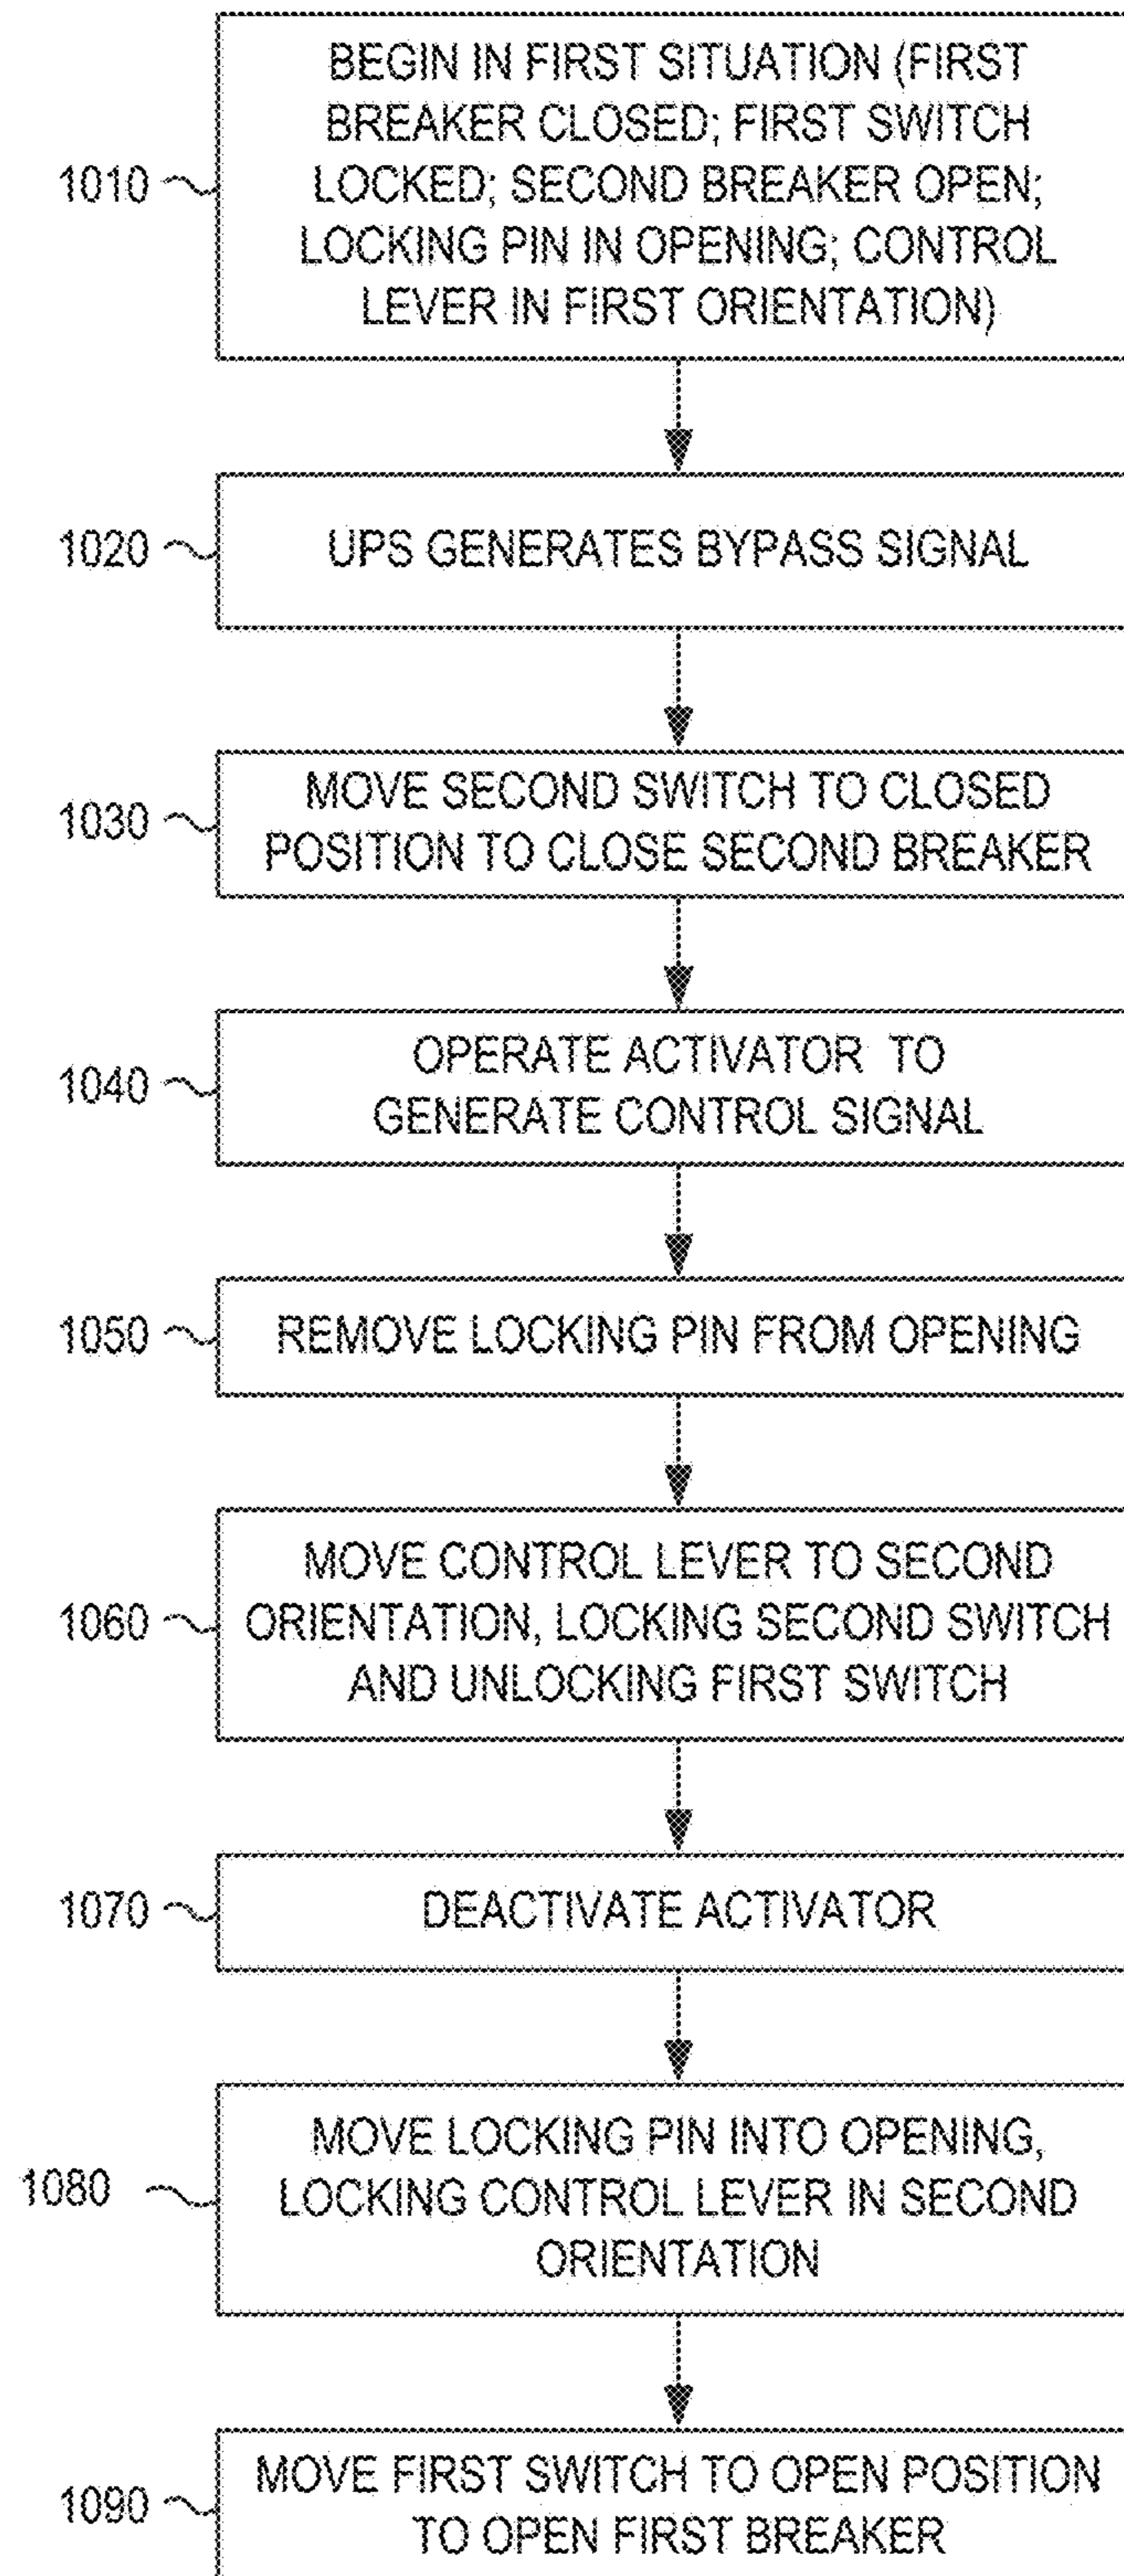 BEGIN IN FIRST SITUATION (FIRST
BREAKER CLOSED; FIRST SWITCH
1010
LOCKED; SECOND BREAKER OPEN;
LOCKING PIN IN OPENING; CONTROL
LEVER IN FIRST ORIENTATION)
1020
UPS GENERATES BYPASS SIGNAL
MOVE SECOND SWITCH TO CLOSED
1030
POSITION TO CLOSE SECOND BREAKER
OPERATE ACTIVATOR TO
1040
GENERATE CONTROL SIGNAL
1050
REMOVE LOCKING PIN FROM OPENING
MOVE CONTROL LEVER TO SECOND
1060
ORIENTATION, LOCKING SECOND SWITCH
AND UNLOCKING FIRST SWITCH
1070
DEACTIVATE ACTIVATOR
MOVE LOCKING PIN INTO OPENING,
1080
LOCKING CONTROL LEVER IN SECOND
ORIENTATION
MOVE FIRST SWITCH TO OPEN POSITION
1090
TO OPEN FIRST BREAKER